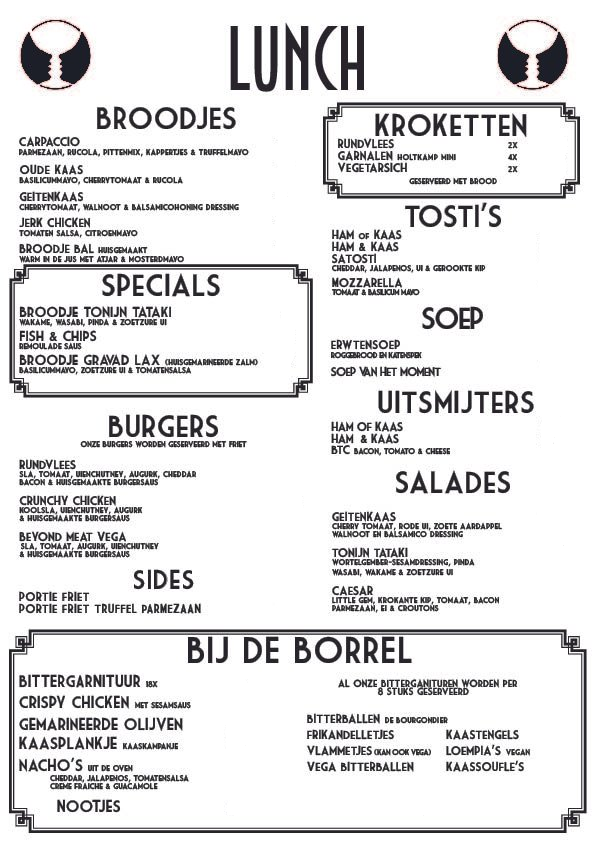 LUNCH
BROODJES
CARPACCIO
PARMEZAAN, RUCOLA, PITTENMIX, KAPPERTJES & TRUFFELMAYO
OUDE KAAS
BASILICUMMAYO, CHERRYTOMAAT & RUCOLA
GEITENKAAS
CHERRYTOMAAT, WALNOOT & BALSAMICOHONING DRESSING
JERK CHICKEN
TOMATEN SALSA, CITROENMAYO
BROODJE BAL HUISGEMAAKT
WARM IN DE JUS MET ATJAR & MOSTERDMAYO
SPECIALS
BROODJE TONIJN TATAKI
WAKAME, WASABI, PINDA & ZOETZURE UI
FISH & CHIPS
REMOULADE SAUS
BROODJE GRAVAD LAX (HUISGEMARINEERDE ZALM)
BASILICUMMAYO, ZOETZURE UI & TOMATENSALSA
BURGERS
ONZE BURGERS WORDEN GESERVEERD MET FRIET
RUNDVLEES
SLA, TOMAAT, UIENCHUTNEY, AUGURK, CHEDDAR
BACON & HUISGEMAAKTE BURGERSAUS
CRUNCHY CHICKEN
KOOLSLA, UIENCHUTNEY, AUGURK
& HUISGEMAAKTE BURGERSAUS
BEYOND MEAT VEGA
SLA, TOMAAT, AUGURK, UIENCHUTNEY
& HUISGEMAAKTE BURGERSAUS
SIDES
PORTIE FRIET
PORTIE FRIET TRUFFEL PARMEZAAN
KROKETTEN
RUNDVLEES 2X
GARNALEN HOLTKAMP MINI 4X
VEGETARSICH 2X
GESERVEERD MET BROOD
TOSTI'S
HAM OF KAAS
HAM & KAAS
SATOSTI
CHEDDAR, JALAPENOS, UI & GEROOKTE KIP
MOZZARELLA
TOMAAT & BASILICUM MAYO
SOEP
ERWTENSOEP
ROGGEBROOD EN KATENSPEK
SOEP VAN HET MOMENT
UITSMIJTERS
HAM OF KAAS
HAM & KAAS
BTC BACON, TOMATO & CHEESE
SALADES
GEITENKAAS
CHERRY TOMAAT, RODE UI, ZOETE AARDAPPEL
WALNOOT EN BALSAMICO DRESSING
TONIJN TATAKI
WORTELGEMBER-SESAMDRESSING, PINDA
WASABI, WAKAME & ZOETZURE UI
CAESAR
LITTLE GEM, KROKANTE KIP, TOMAAT, BACON
PARMEZAAN, EI & CROUTONS
BIJ DE BORREL
BITTERGARNITUUR 18X
CRISPY CHICKEN MET SESAMSAUS
GEMARINEERDE OLIJVEN
KAASPLANKJE KAASKAMPANJE
NACHO'S UIT DE OVEN
CHEDDAR, JALAPENOS, TOMATENSALSA
CREME FRAICHE & GUACAMOLE
NOOTJES
AL ONZE BITTERGANITUREN WORDEN PER
8 STUKS GESERVEERD
BITTERBALLEN DE BOURGONDIER
FRIKANDELLETJES KAASTENGELS
VLAMMETJES (KAN OOK VEGA) LOEMPIA'S VEGAN
VEGA BITTERBALLEN KAASSOUFLE'S